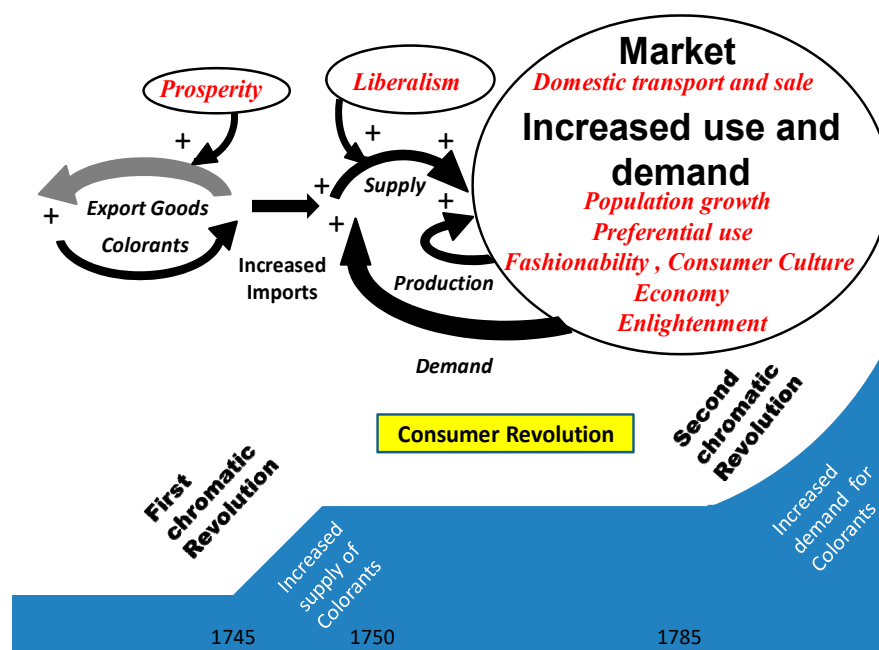 Market
Domestic transport and sale
Prosperity
Liberalism
Increased use and
demand
+
+
+
Supply
+
+
+
+
Export Goods
Colorants
Population growth
Preferential use
Fashionability , Consumer Culture
Economy
Enlightenment
Increased
Imports
Production
Demand
Consumer Revolution
First
chromatic
Revolution
Second
chromatic
Revolution
Increased
supply of
Colorants
Increased
demand for
Colorants
1745
1750
1785